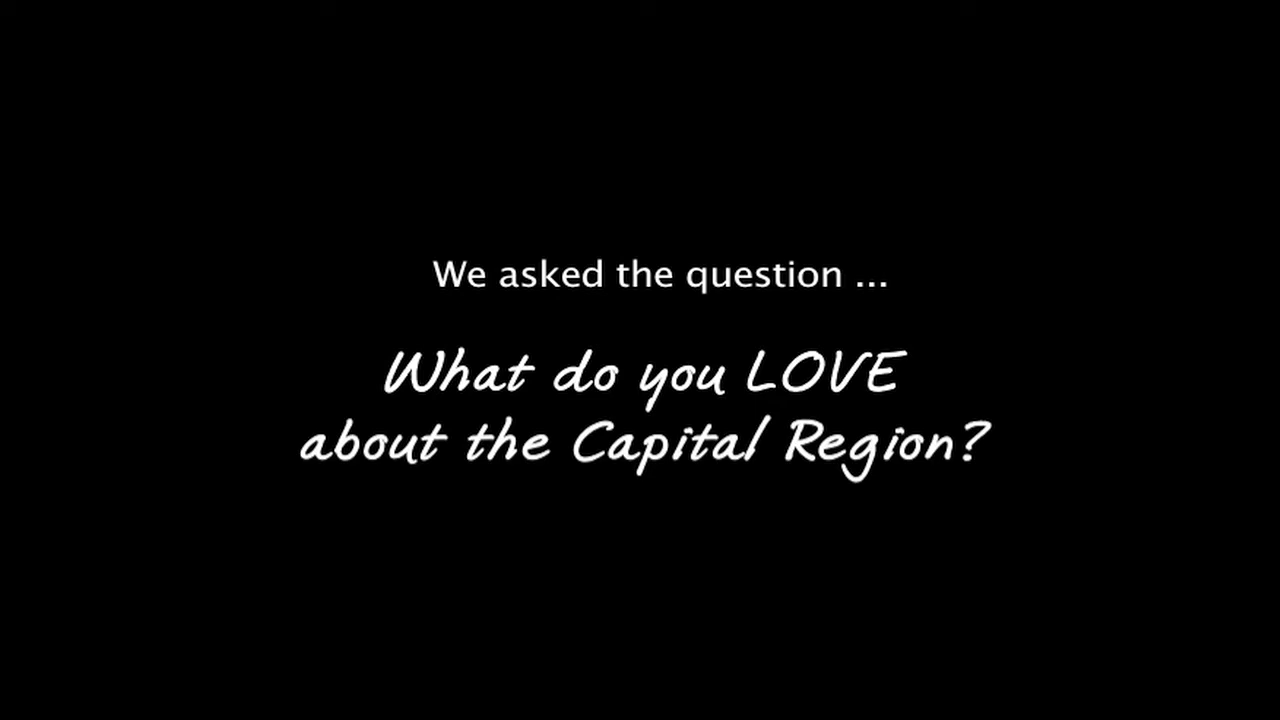 We asked the question ...
What do you LOVE
about the Capital Region?